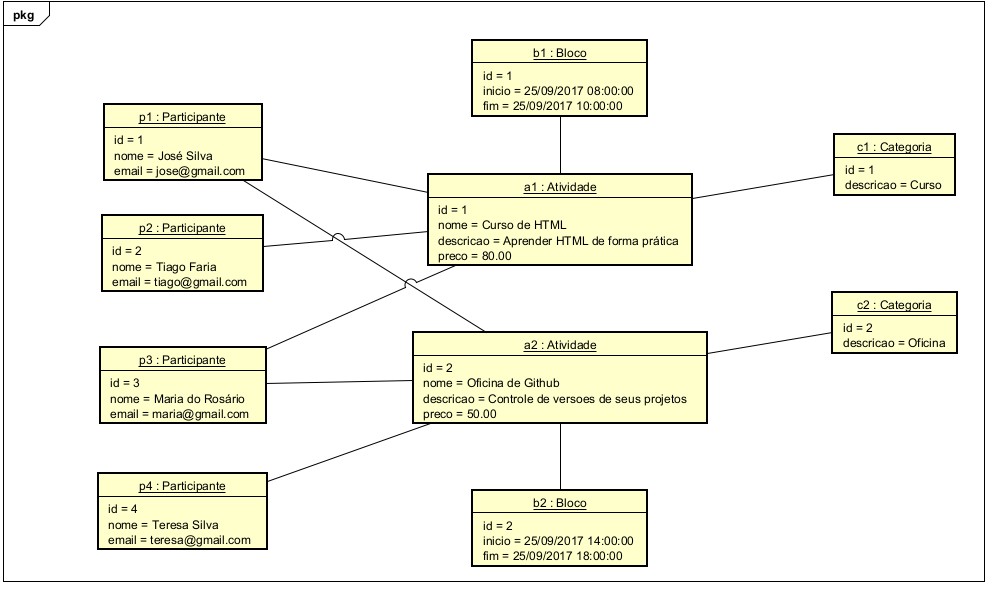 pkg
b1 : Bloco
id = 1
inicio = 25/09/2017 08:00:00
fim = 25/09/2017 10:00:00
p1 : Participante
id = 1
nome = José Silva
email = jose@gmail.com
c1 : Categoria
id = 1
descricao = Curso
a1 : Atividade
id = 1
nome = Curso de HTML
descricao = Aprender HTML de forma prática
preco = 80.00
p2 : Participante
id = 2
nome = Tiago Faria
email = tiago@gmail.com
c2 : Categoria
id = 2
descricao = Oficina
a2 : Atividade
id = 2
nome = Oficina de Github
descricao = Controle de versoes de seus projetos
preco = 50.00
p3 : Participante
id = 3
nome = Maria do Rosário
email = maria@gmail.com
p4 : Participante
id = 4
nome = Teresa Silva
email = teresa@gmail.com
b2 : Bloco
id = 2
inicio = 25/09/2017 14:00:00
fim = 25/09/2017 18:00:00